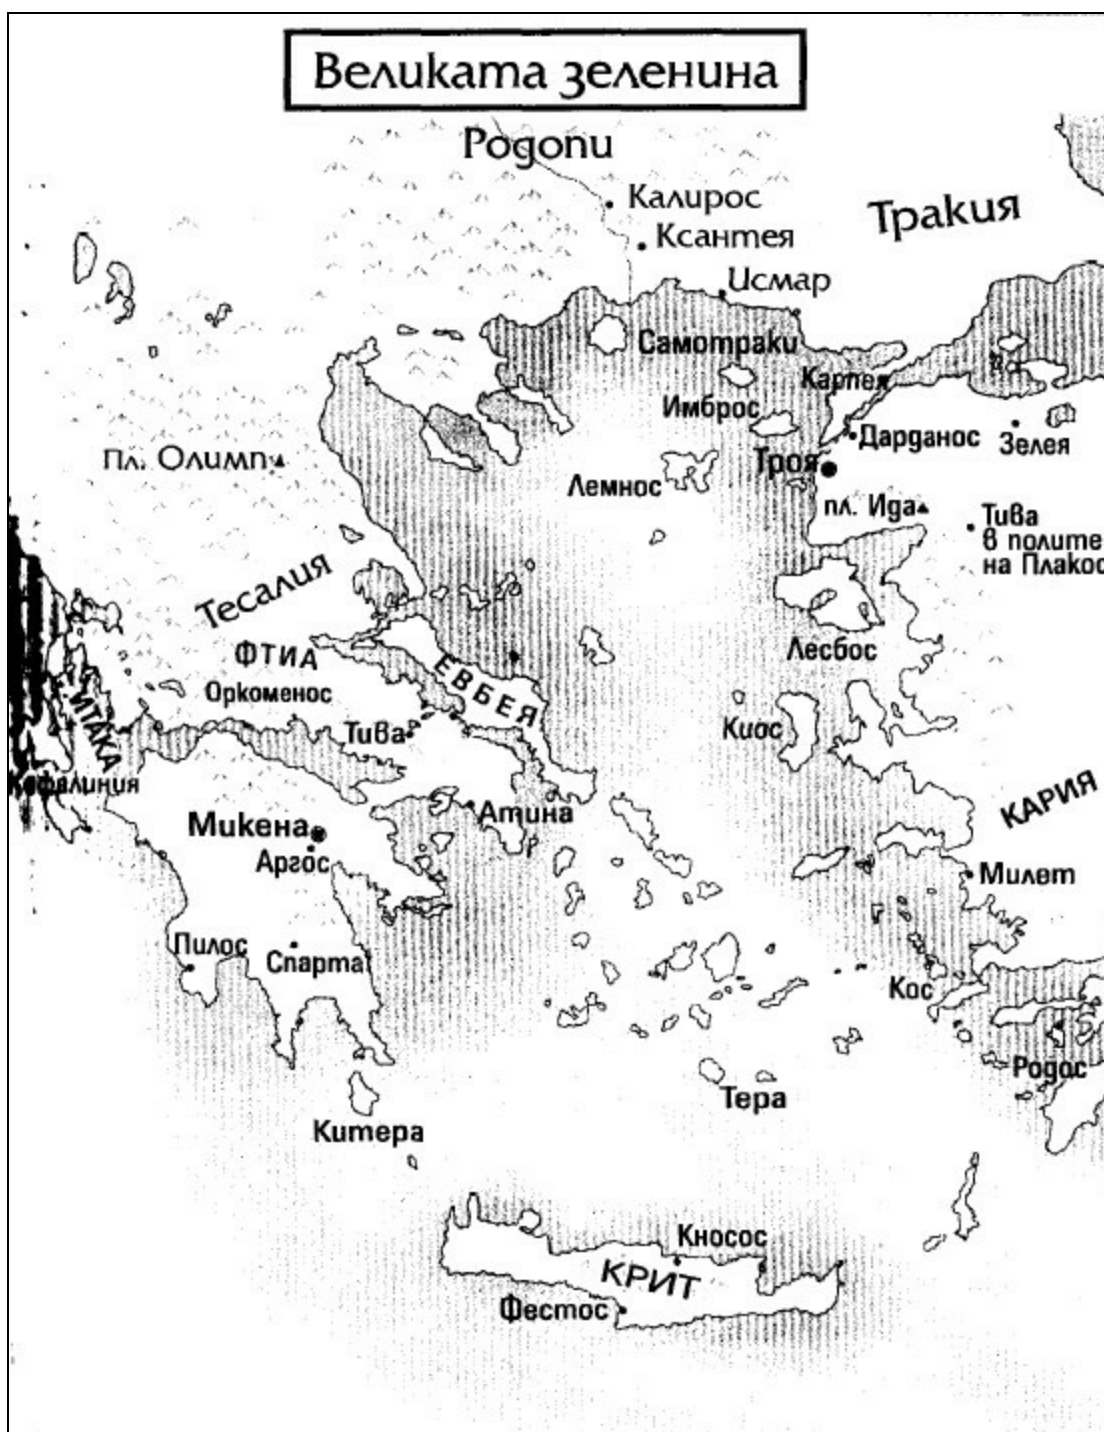 Великата зеленина
Родопи
Калирос
Тракия
Ксантея
Исмар
Самотраки
Карпея
Имброс
Дарданос
Зелея
Пл. Олимп
Троя
Лемнос
пл. Ида
Тива
в полите
на Плакос
Тесалия
ФТИА
ЕВБЕЯ
Лесбос
Оркоменос
ИТАКА
Тива
Киос
Кефалиния
КАРИЯ
Атина
Микена
Аргос
Милет
Пилос
Спарта
Кос
Родос
Тера
Китера
Кносос
КРИТ
Фестос